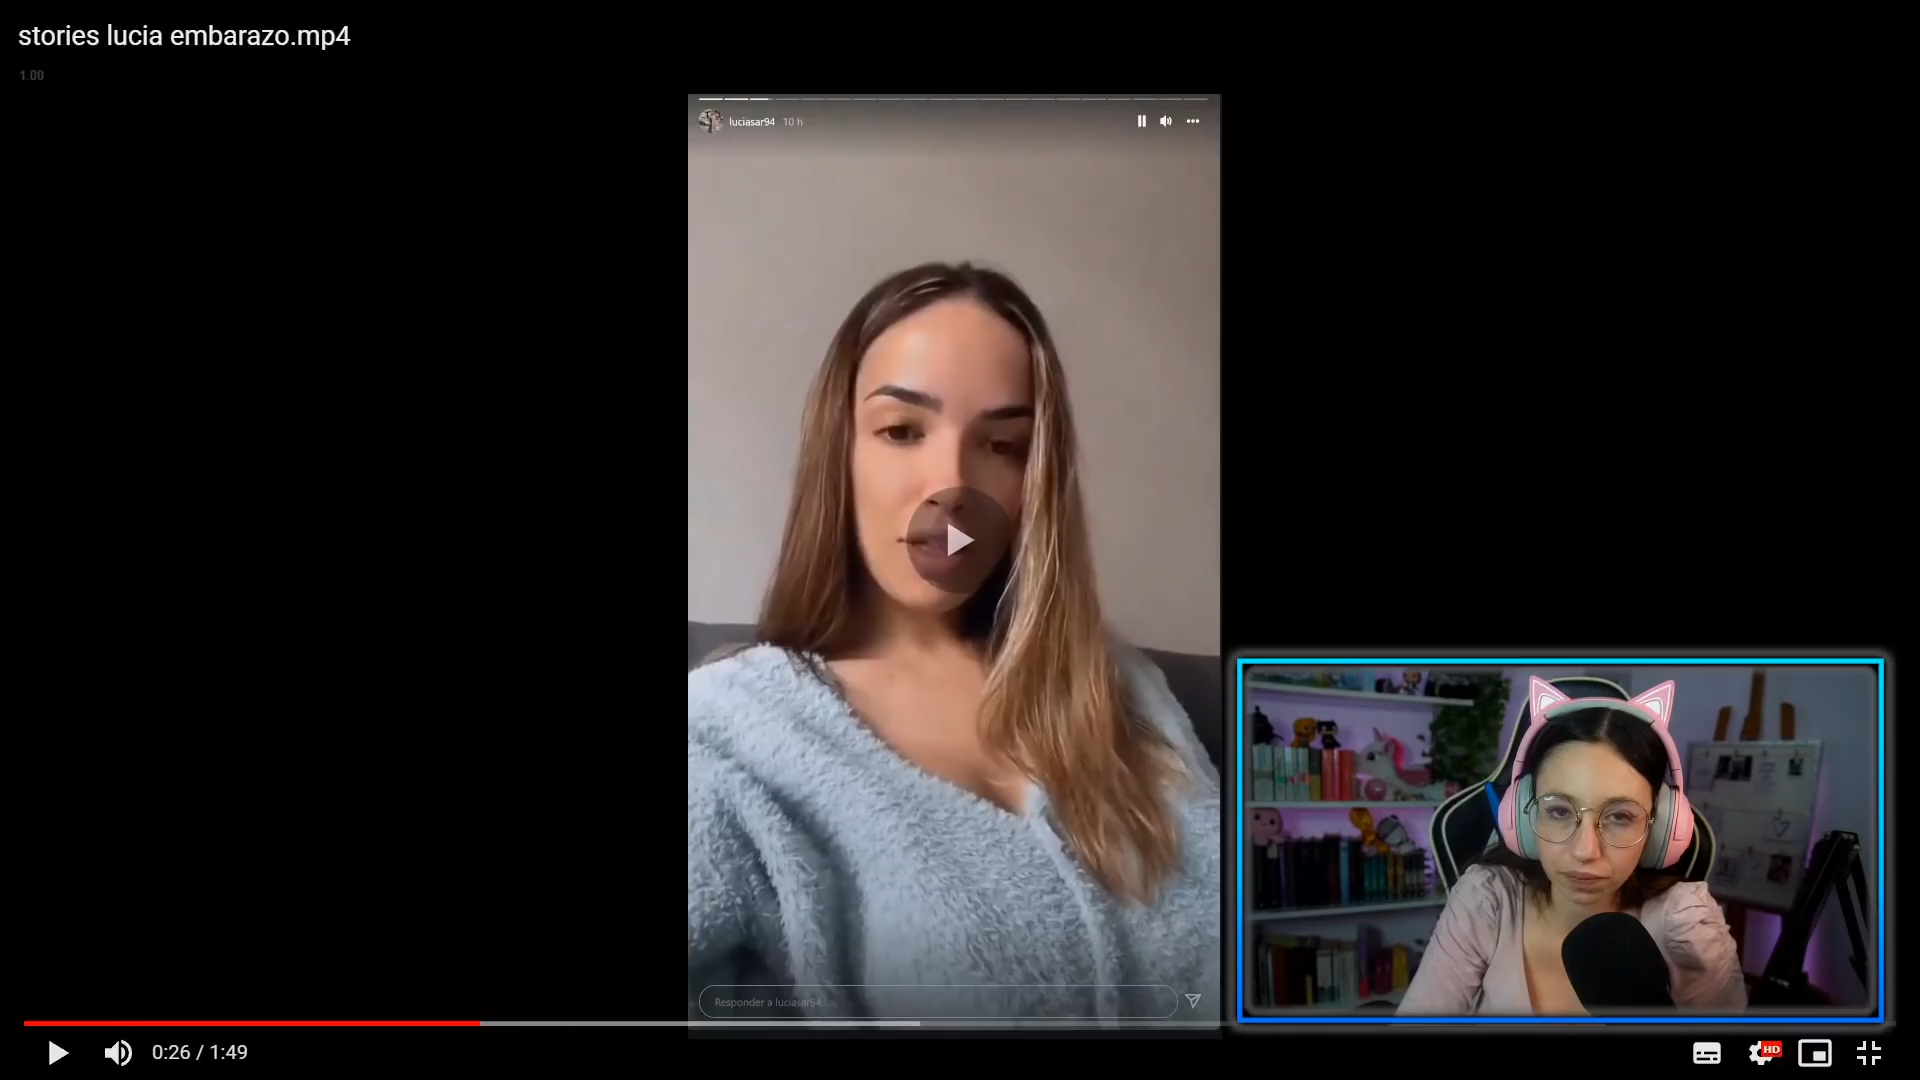 stories lucia embarazo.mp4
1.00
luciasar94 10 h
Responder a luciasar94
0:26 / 1:49
HD